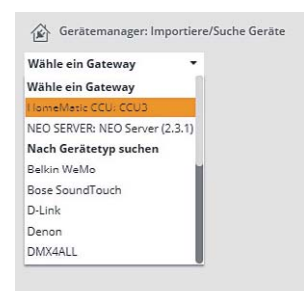 Gerätemanager: Importiere/Suche Geräte
Wähle ein Gateway
Wähle ein Gateway
HomeMatic CCU: CCU3
NEO SERVER: NEO Server (2.3.1)
Nach Gerätetyp suchen
Belkin WeMo
Bose SoundTouch
D-Link
Denon
DMX4ALL